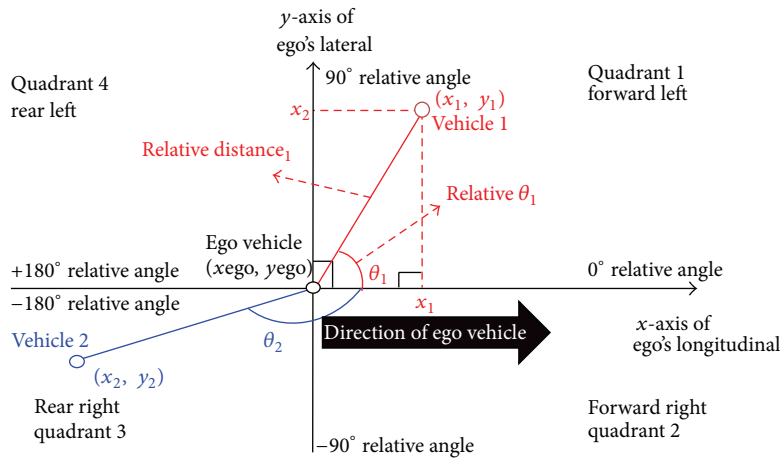 y-axis of
ego's lateral
Quadrant 4
rear left
90° relative angle
Quadrant 1
forward left
x₂
(x₁, y₁)
Vehicle 1
Relative distance₁
Relative θ₁
Ego vehicle
(xego, yego)
+180° relative angle
−180° relative angle
θ₁
0° relative angle
x₁
Vehicle 2
θ₂
Direction of ego vehicle
x-axis of
ego's longitudinal
(x₂, y₂)
Rear right
quadrant 3
Forward right
quadrant 2
−90° relative angle